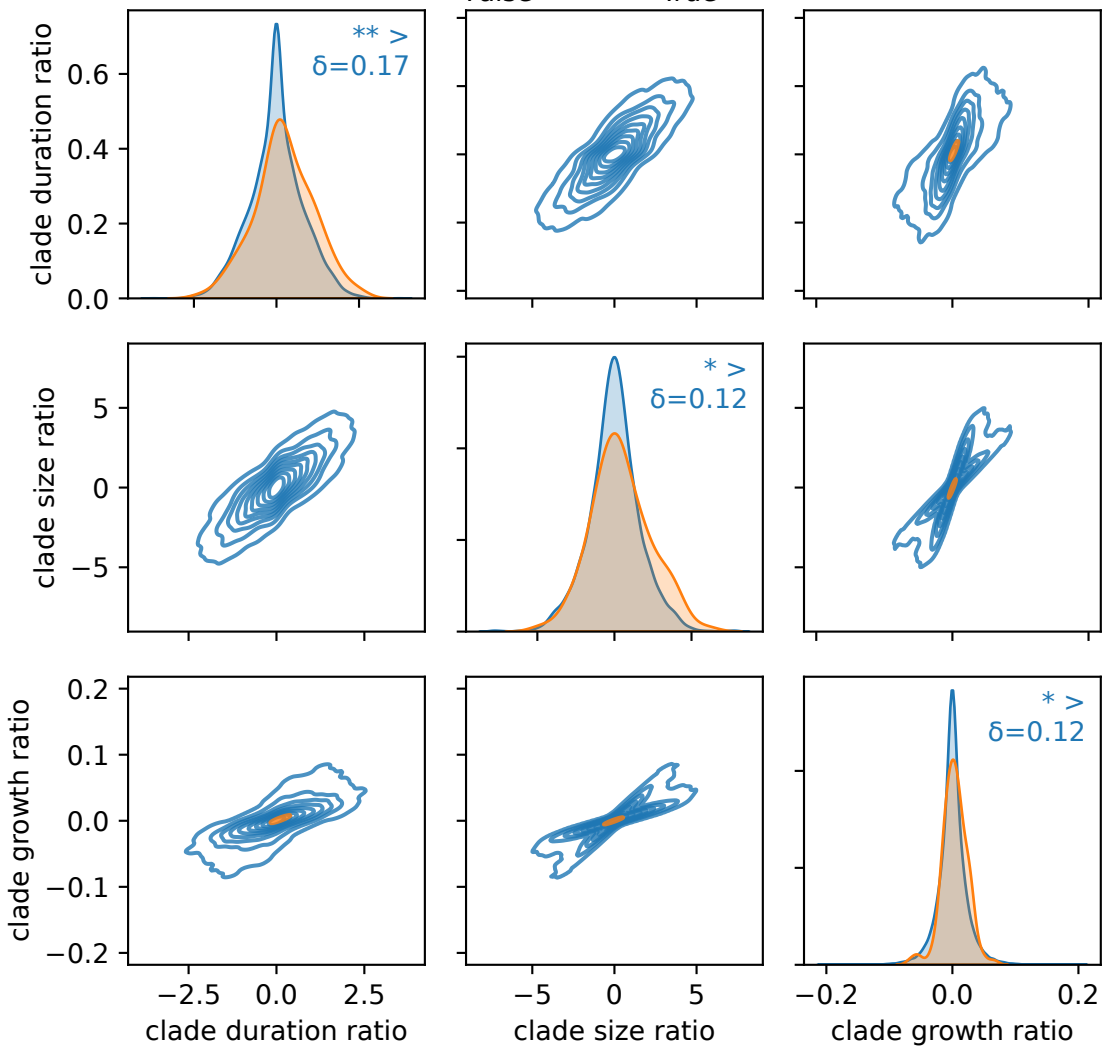 clade duration ratio
0.6
0.4
0.2
0.0
** >
δ=0.17
clade size ratio
5
0
−5
* >
δ=0.12
clade growth ratio
0.2
0.1
0.0
−0.1
−0.2
* >
δ=0.12
−2.5 0.0 2.5
−5 0 5
−0.2 0.0 0.2
clade duration ratio
clade size ratio
clade growth ratio